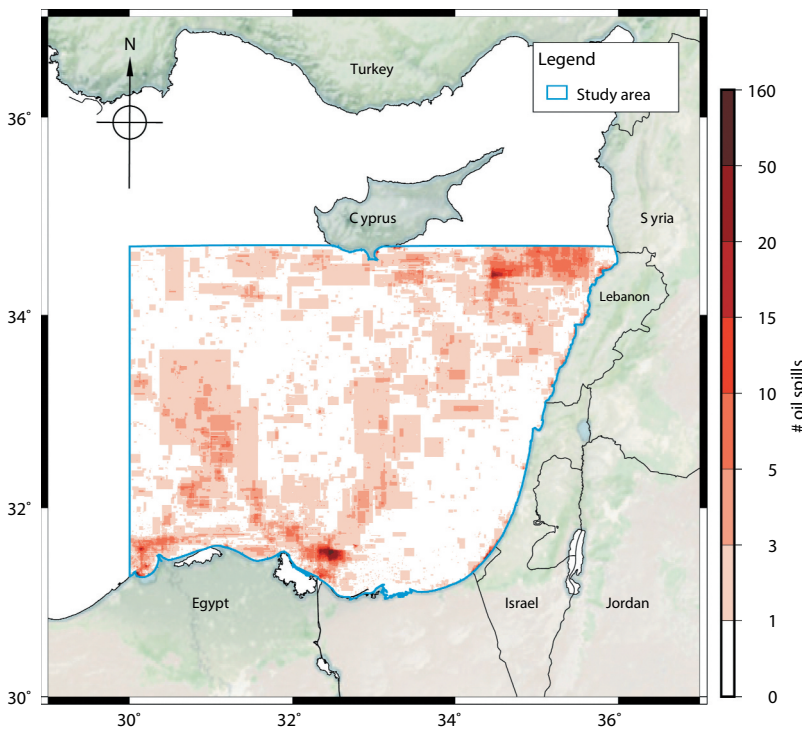 N
Turkey
Legend
Study area
160
36°
50
Cyprus
Syria
20
Lebanon
15
34°
10
# oil spills
5
32°
3
Egypt
Israel
Jordan
1
30°
0
30°
32°
34°
36°